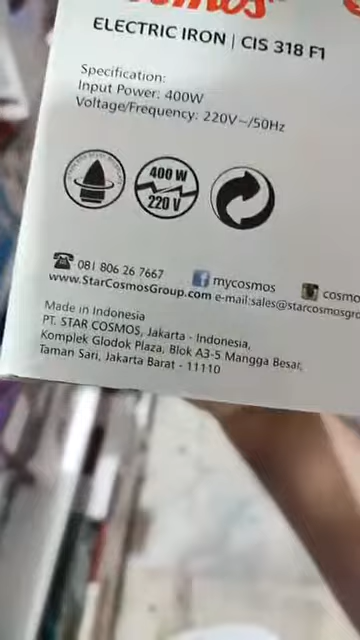 cosmos
ELECTRIC IRON | CIS 318 F1
Specification:
Input Power: 400W
Voltage/Frequency: 220V~/50Hz
400 W
220 V
081 806 26 7667
mycosmos
cosmo
www.StarCosmosGroup.com e-mail:sales@starcosmosgro
Made in Indonesia
PT. STAR COSMOS, Jakarta - Indonesia,
Komplek Glodok Plaza, Blok A3-5 Mangga Besar,
Taman Sari, Jakarta Barat - 11110